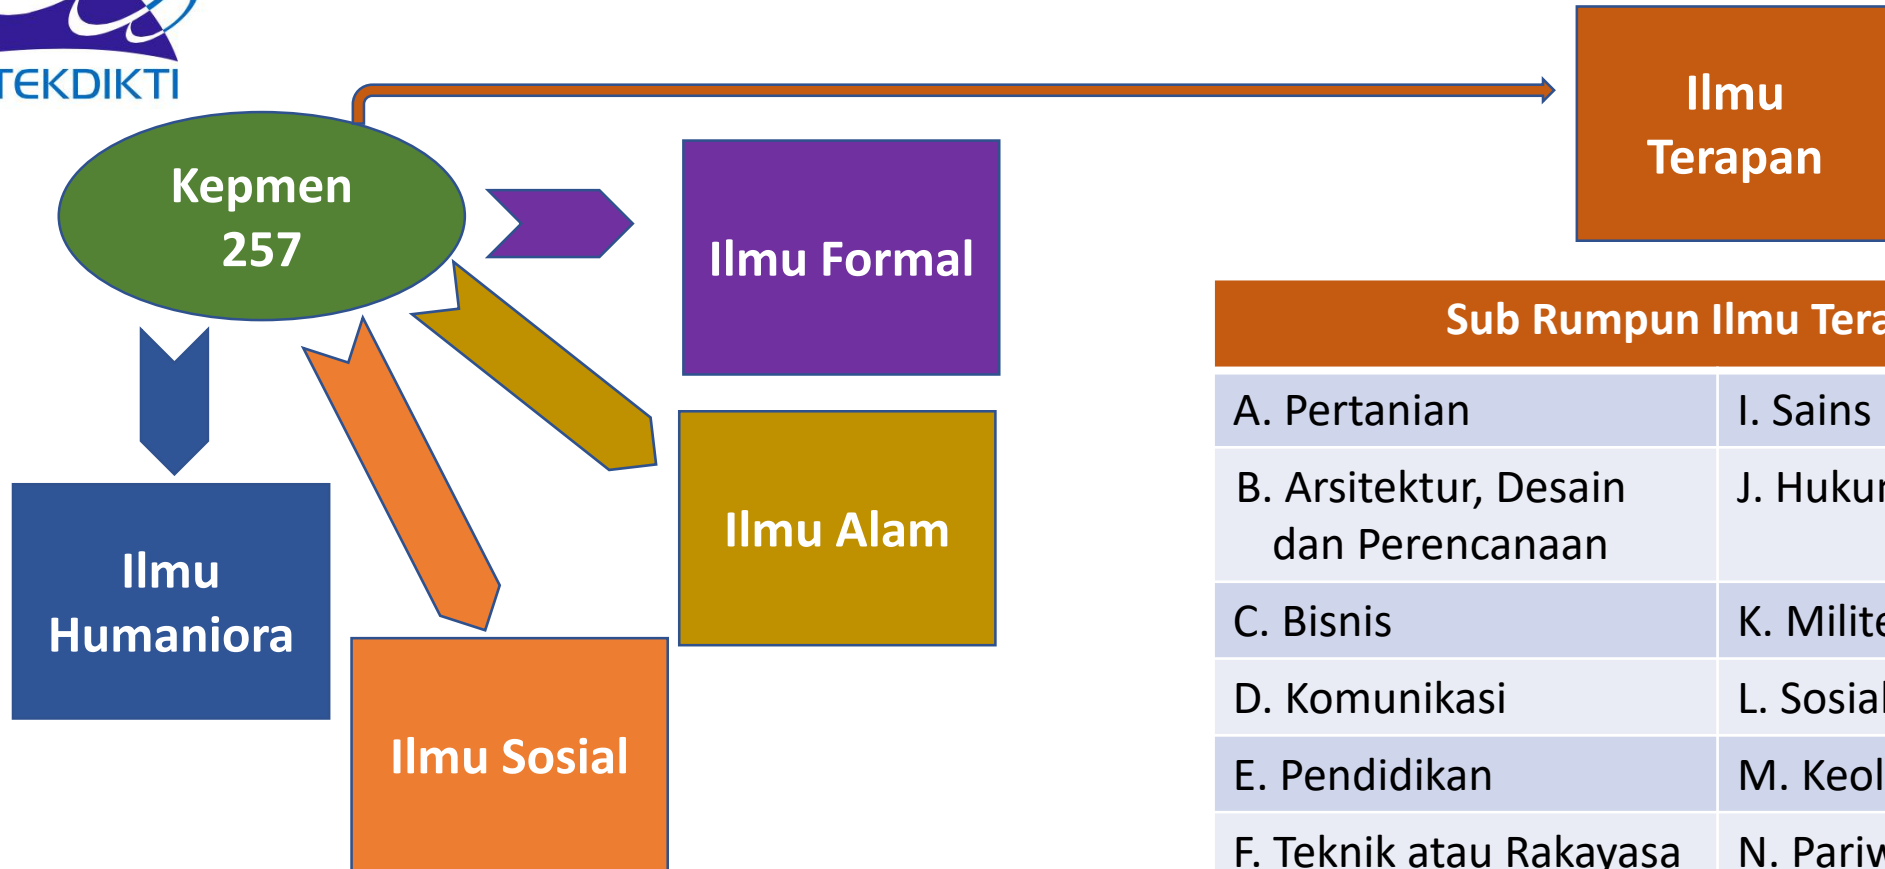 TEKDIKTI
Kepmen
257
Ilmu
Terapan
Ilmu Formal
Ilmu Alam
Ilmu
Humaniora
Ilmu Sosial
Sub Rumpun Ilmu Tera
A. Pertanian
I. Sains
B. Arsitektur, Desain
dan Perencanaan
J. Huku
C. Bisnis
K. Milite
D. Komunikasi
L. Sosial
E. Pendidikan
M. Keol
F. Teknik atau Rakayasa
N. Pariw